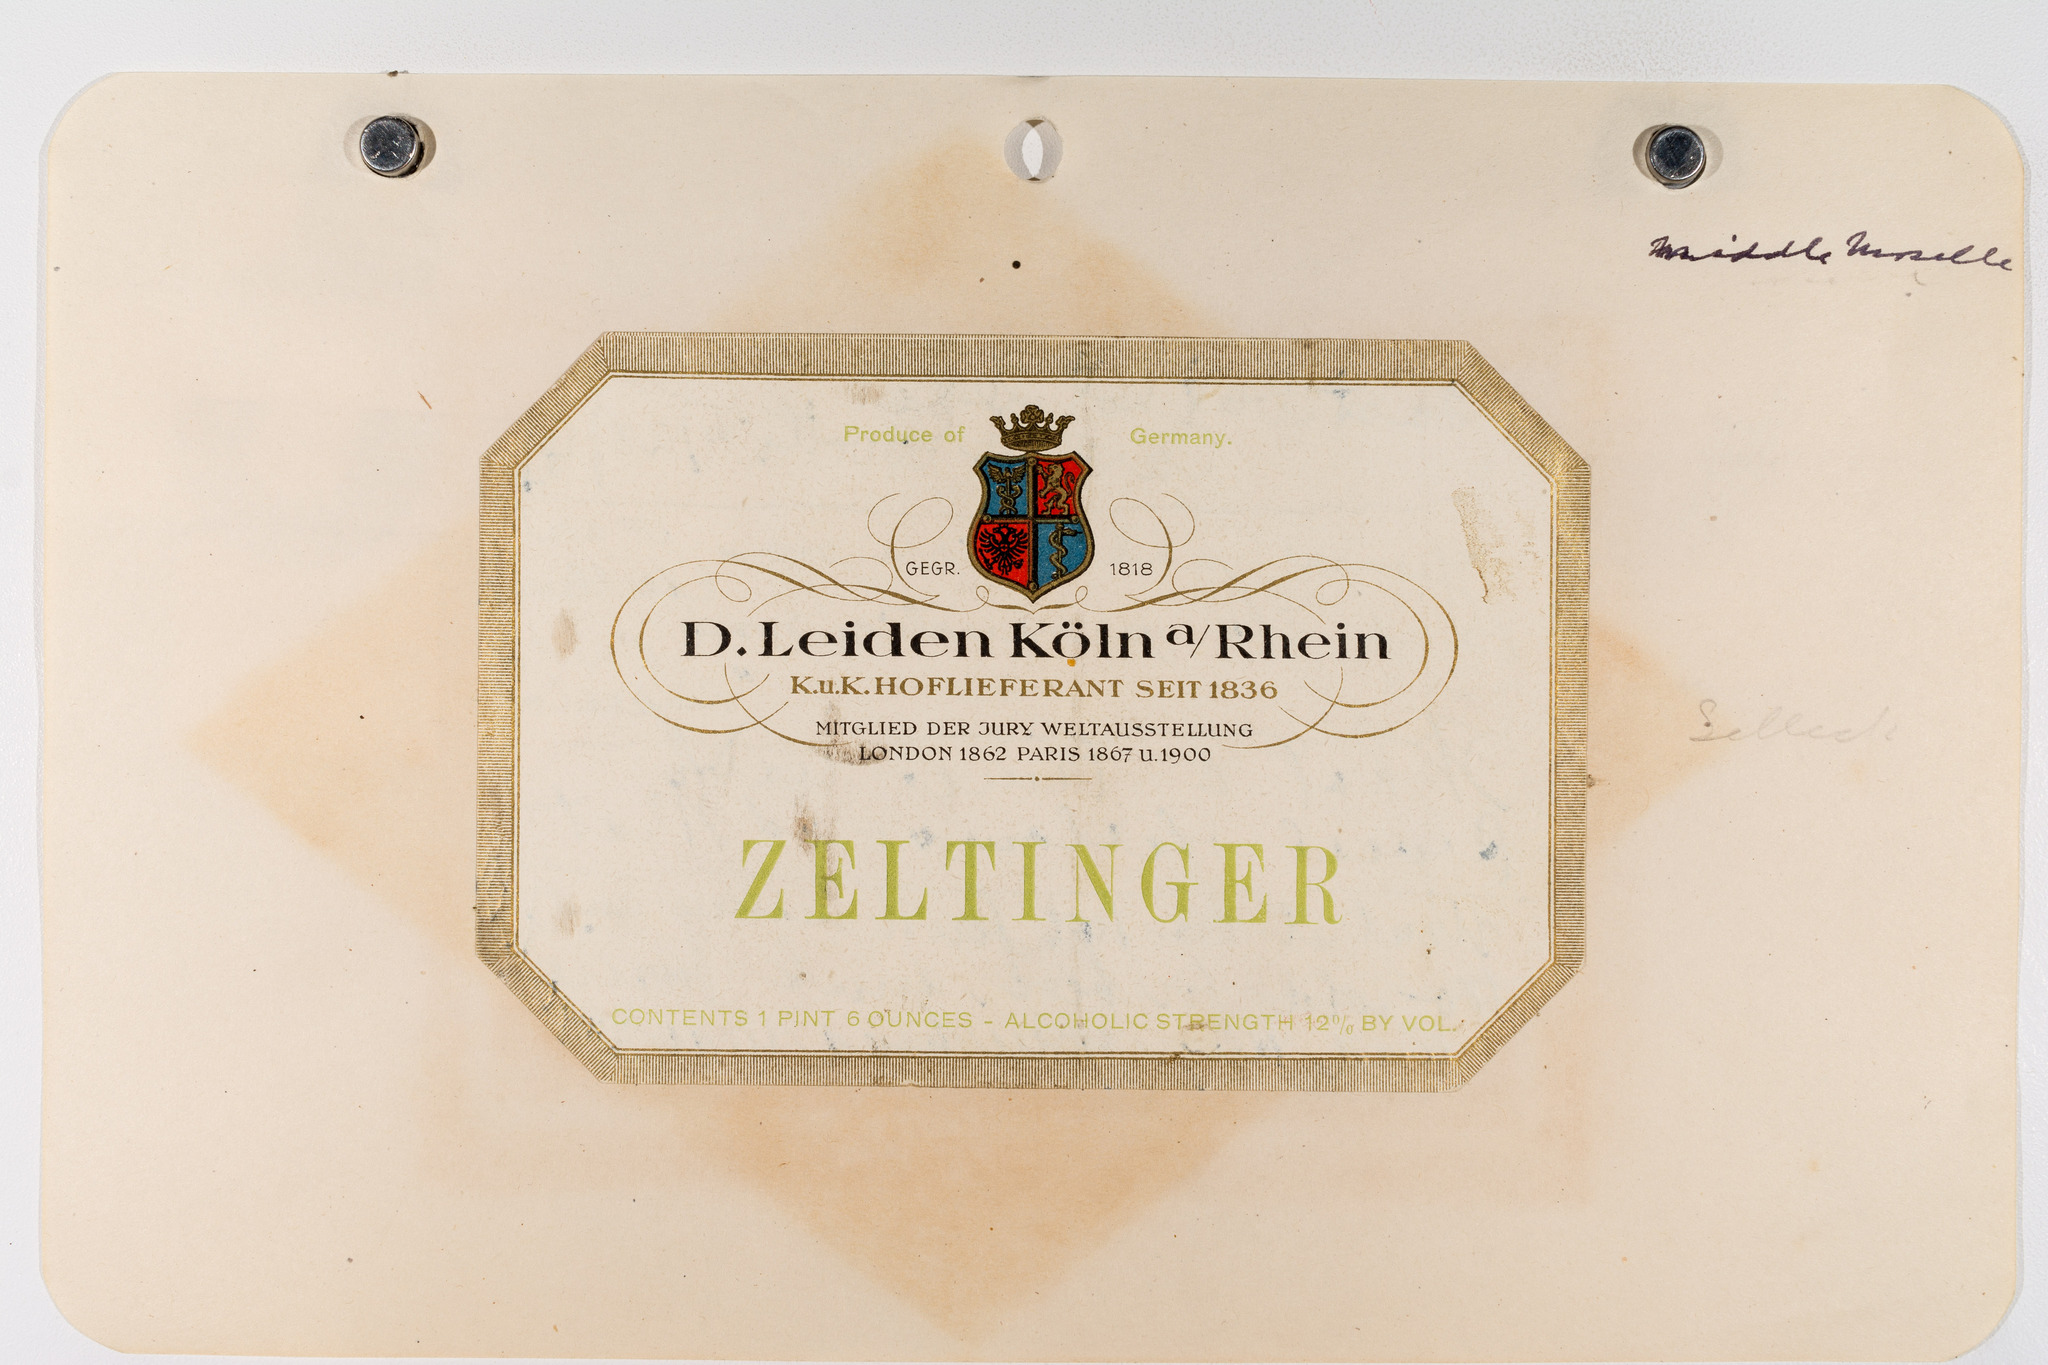 middle Moselle
Produce of Germany.
GEGR. 1818
D. Leiden Köln a/Rhein
K.u.K. HOFLIEFERANT SEIT 1836
MITGLIED DER JURY WELTAUSSTELLUNG
LONDON 1862 PARIS 1867 u. 1900
ZELTINGER
CONTENTS 1 PINT 6 OUNCES - ALCOHOLIC STRENGTH 12% BY VOL.